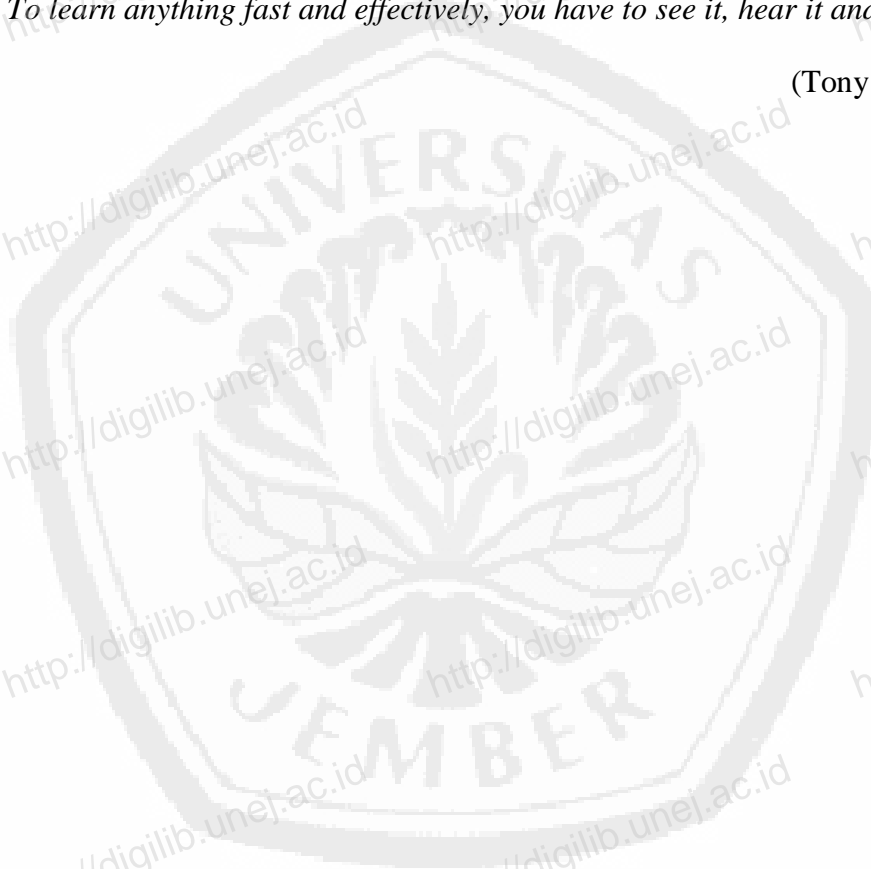 To learn anything fast and effectively, you have to see it, hear it and
(Tony
http://digilib.unej.ac.id
http://digilib.unej.ac.id
UNIVERSITAS
http://digilib.unej.ac.id
http://digilib.unej.ac.id
http://digilib.unej.ac.id
http://digilib.unej.ac.id
JEMBER
://digilib.unej.ac.id
://digilib.unej.ac.id